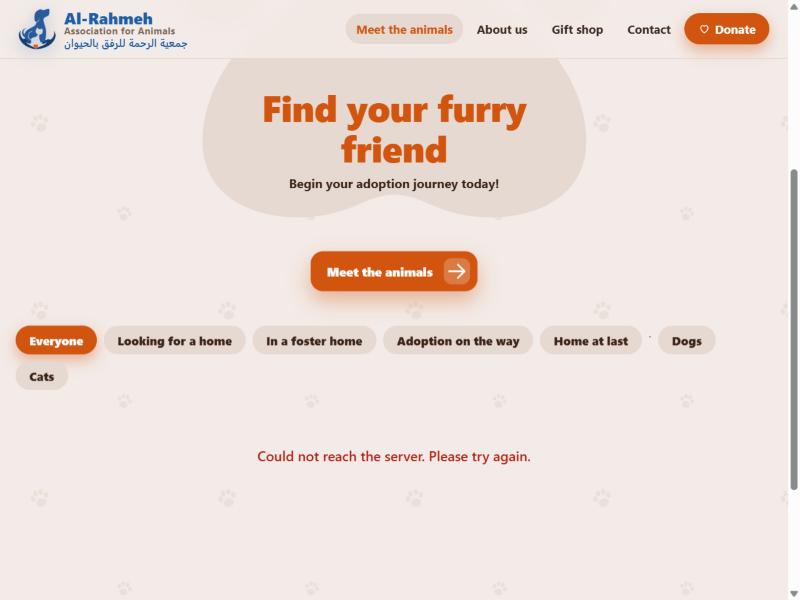 Al-Rahmeh
Association for Animals
جمعية الرحمة للرفق بالحيوان
Meet the animals
About us
Gift shop
Contact
Donate
Find your furry
friend
Begin your adoption journey today!
Meet the animals
Everyone
Looking for a home
In a foster home
Adoption on the way
Home at last
·
Dogs
Cats
Could not reach the server. Please try again.